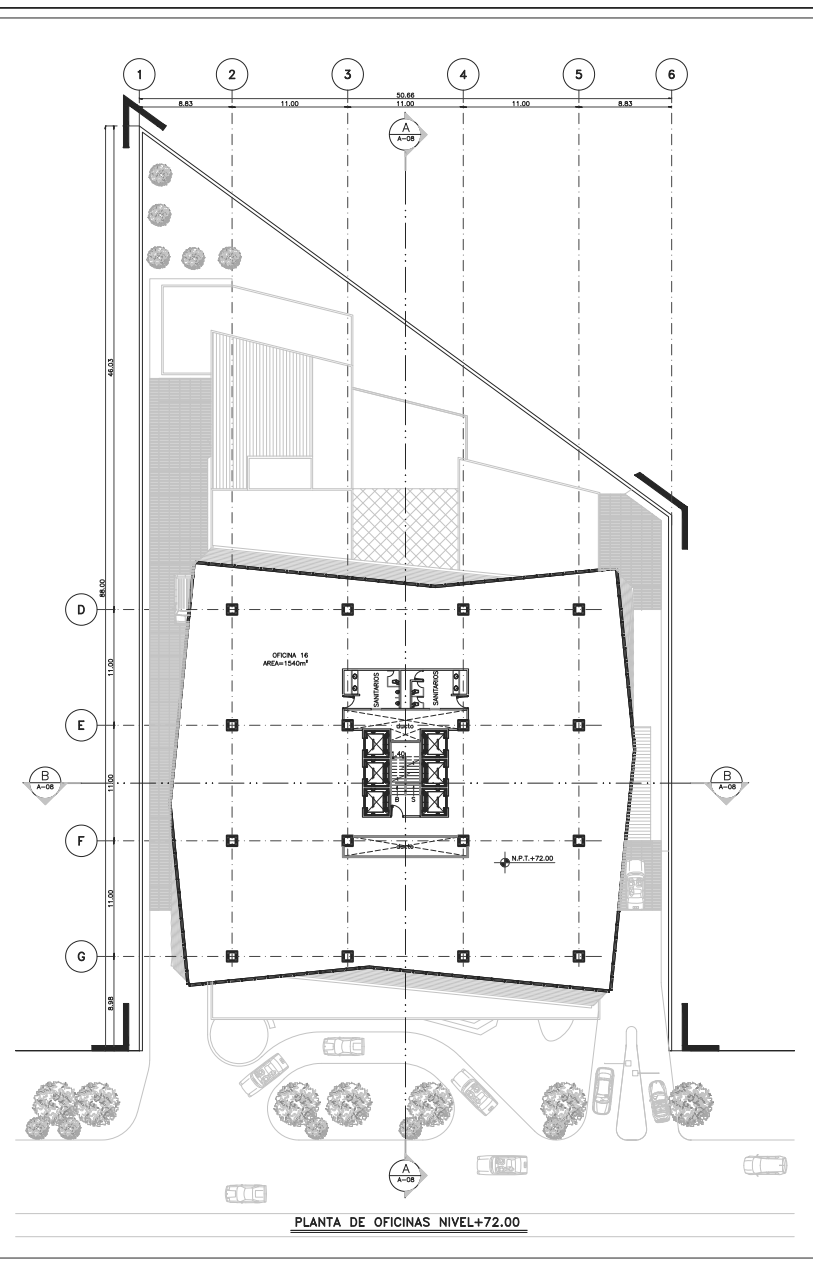 1 2 3 4 5 6
50.66
8.83 11.00 11.00 11.00 8.83
A
A-08
46.03
88.00
D
OFICINA 16
AREA=1540m²
SANITARIOS SANITARIOS
11.00
E
ducto
1.40
B
A-08
11.00
B
A-08
B S
F
ducto
N.P.T.+72.00
11.00
G
8.98
A
A-08
PLANTA DE OFICINAS NIVEL+72.00